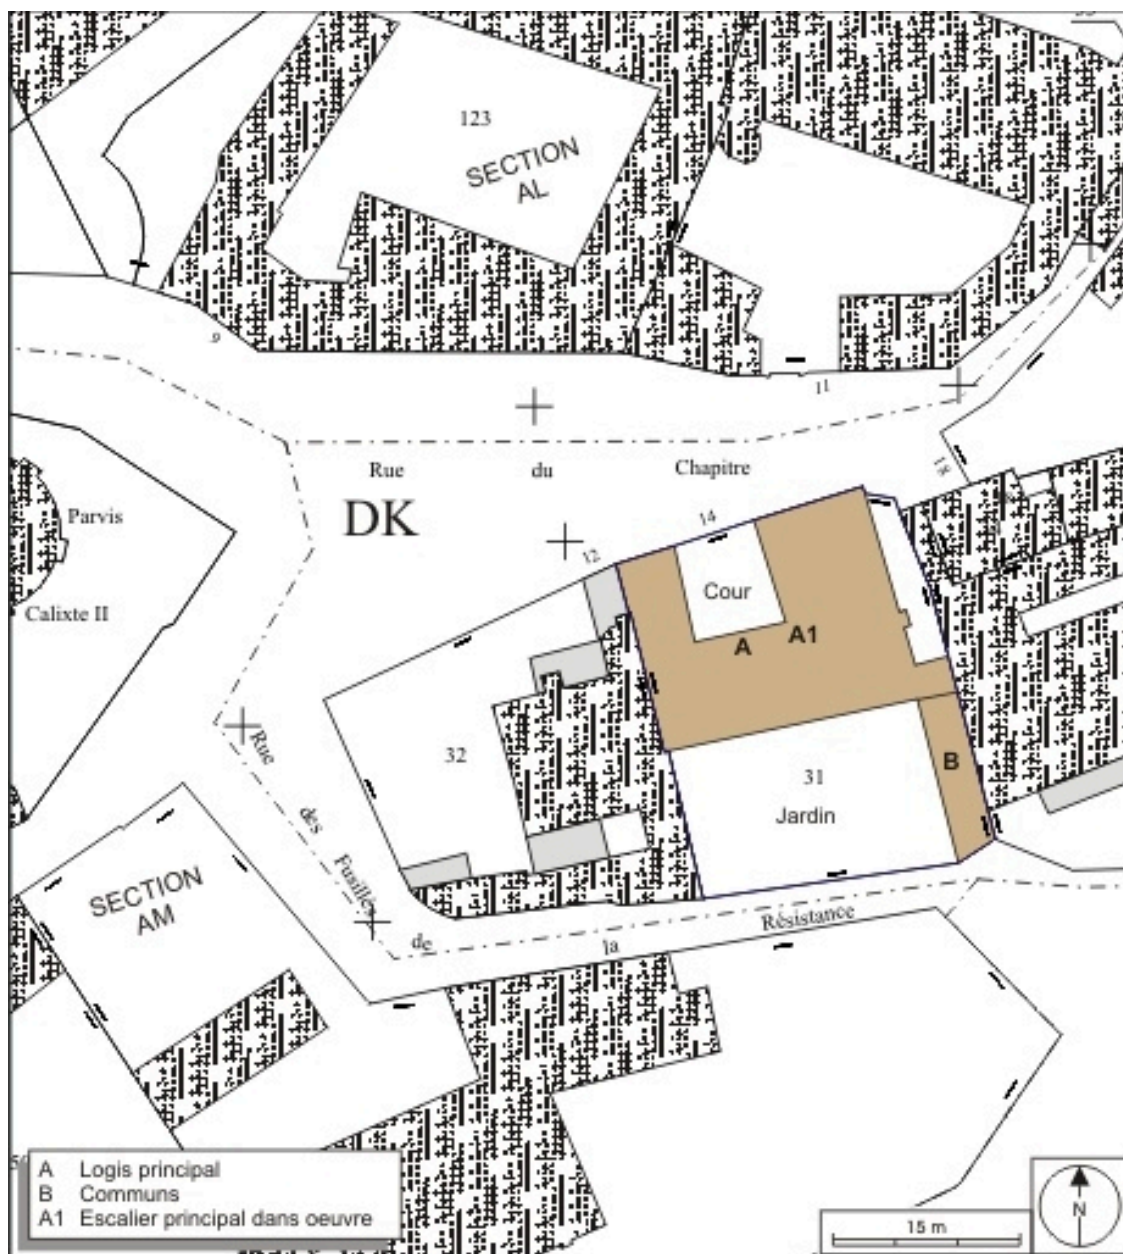 123
SECTION
AL
9
11
Rue du Chapitre
18
DK
Parvis
14
12
Calixte II
Cour
A
A1
32
31
Jardin
B
Rue
des
Fusillés
de
la
Résistance
SECTION
AM
A Logis principal
B Communs
A1 Escalier principal dans oeuvre
15 m
N